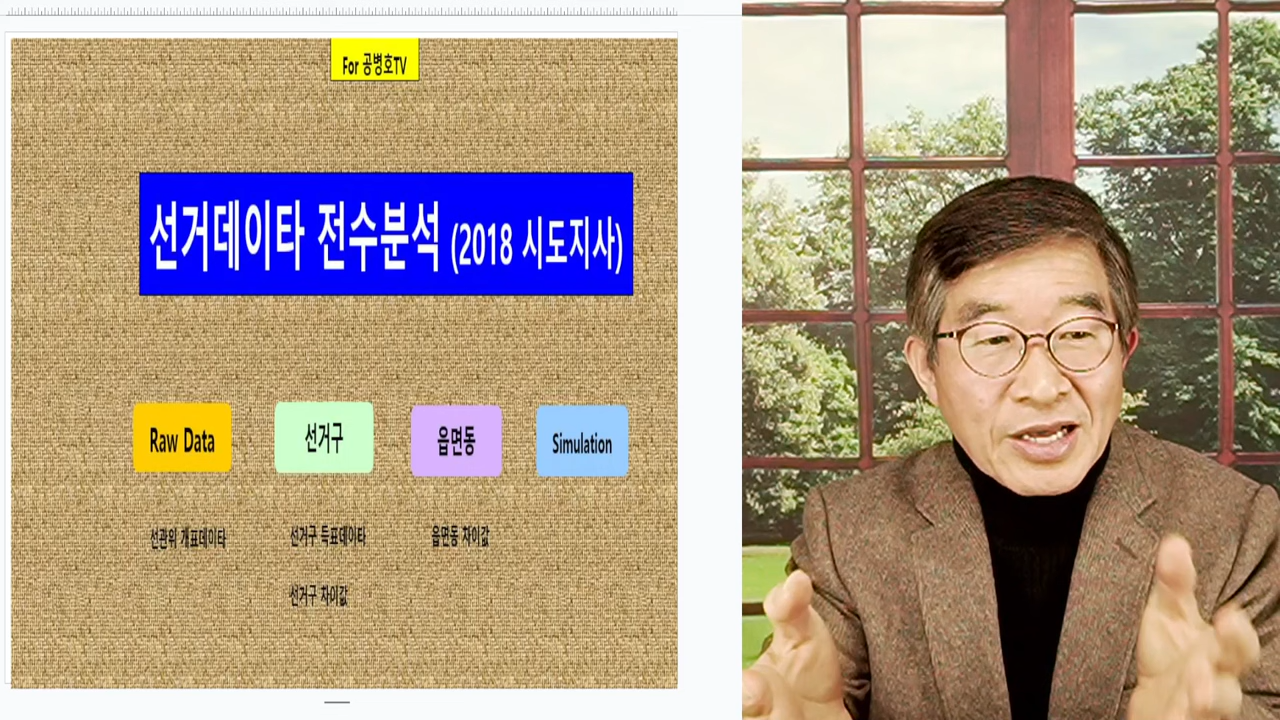 For 공병호TV
선거데이타 전수분석 (2018 시도지사)
Raw Data
선거구
읍면동
Simulation
선관위 개표데이타
선거구 득표데이타
읍면동 차이값
선거구 차이값